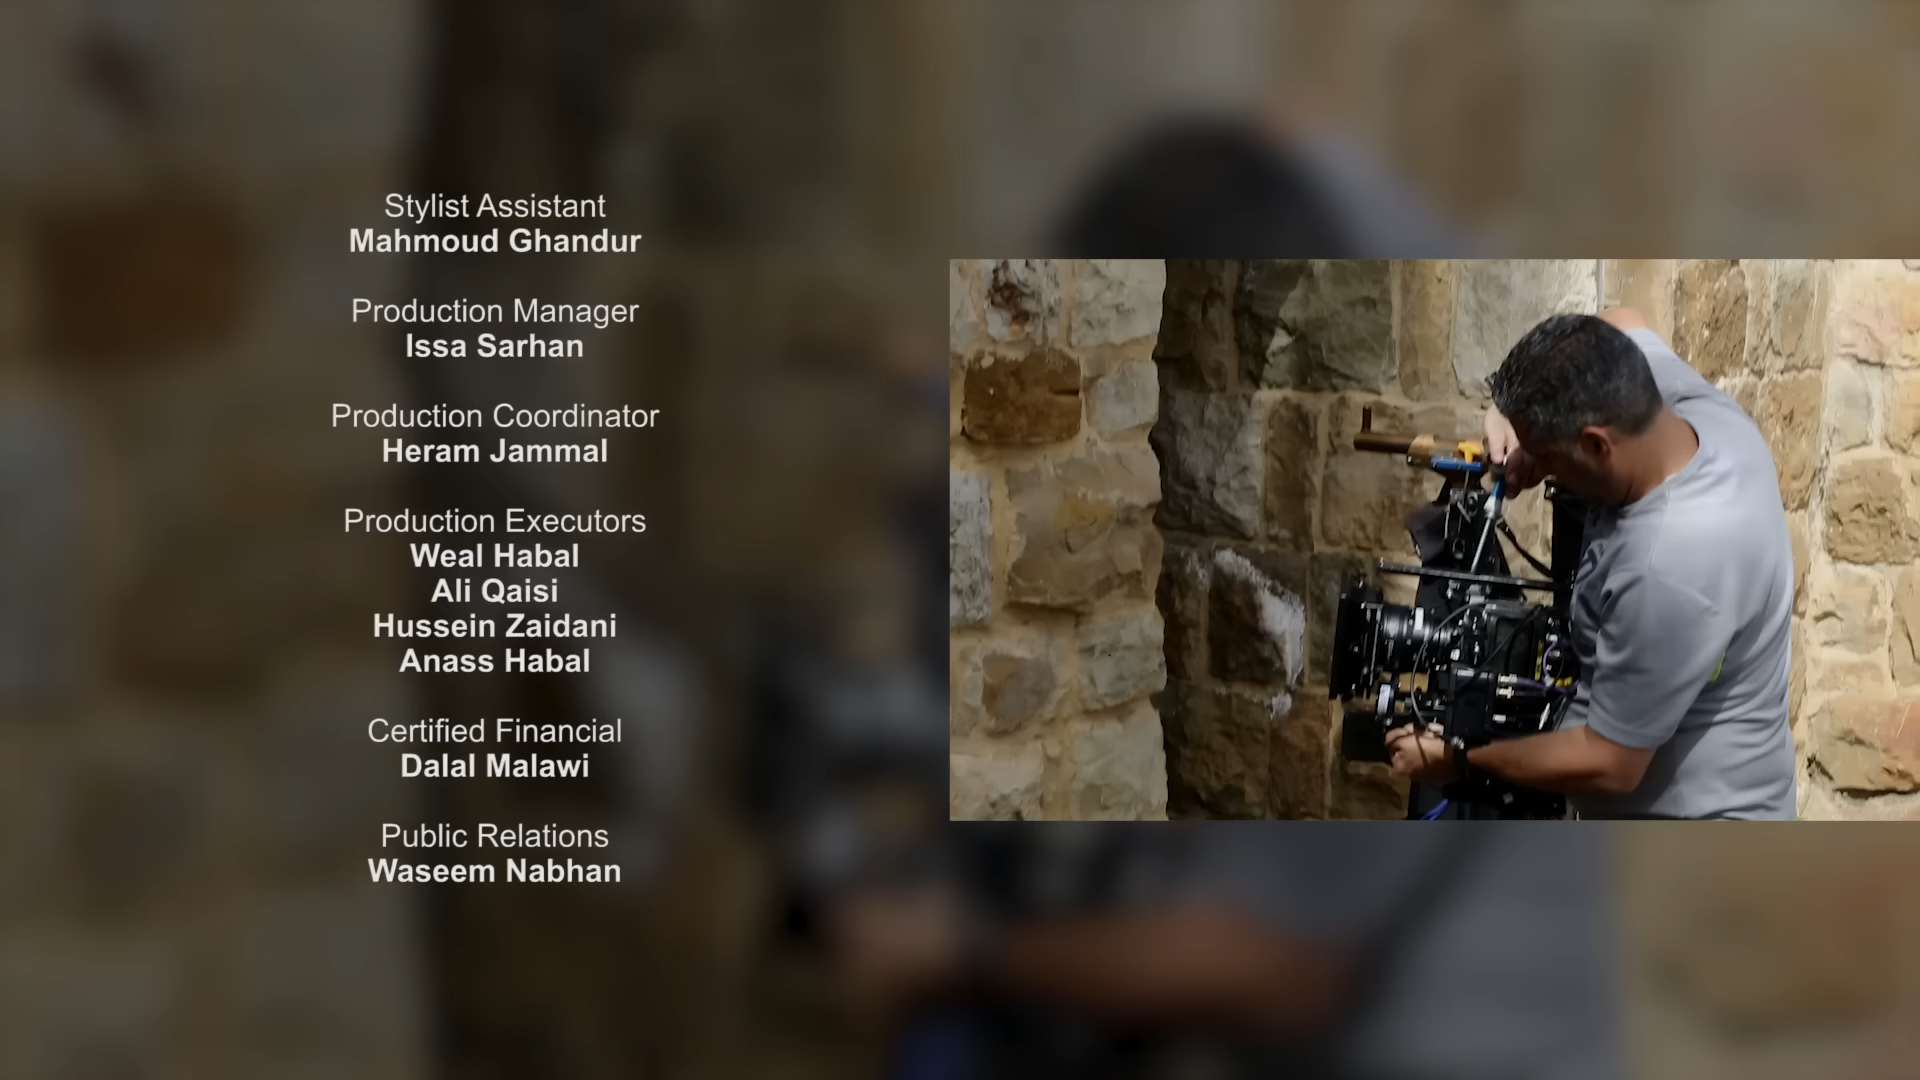 Stylist Assistant
Mahmoud Ghandur
Production Manager
Issa Sarhan
Production Coordinator
Heram Jammal
Production Executors
Weal Habal
Ali Qaisi
Hussein Zaidani
Anass Habal
Certified Financial
Dalal Malawi
Public Relations
Waseem Nabhan